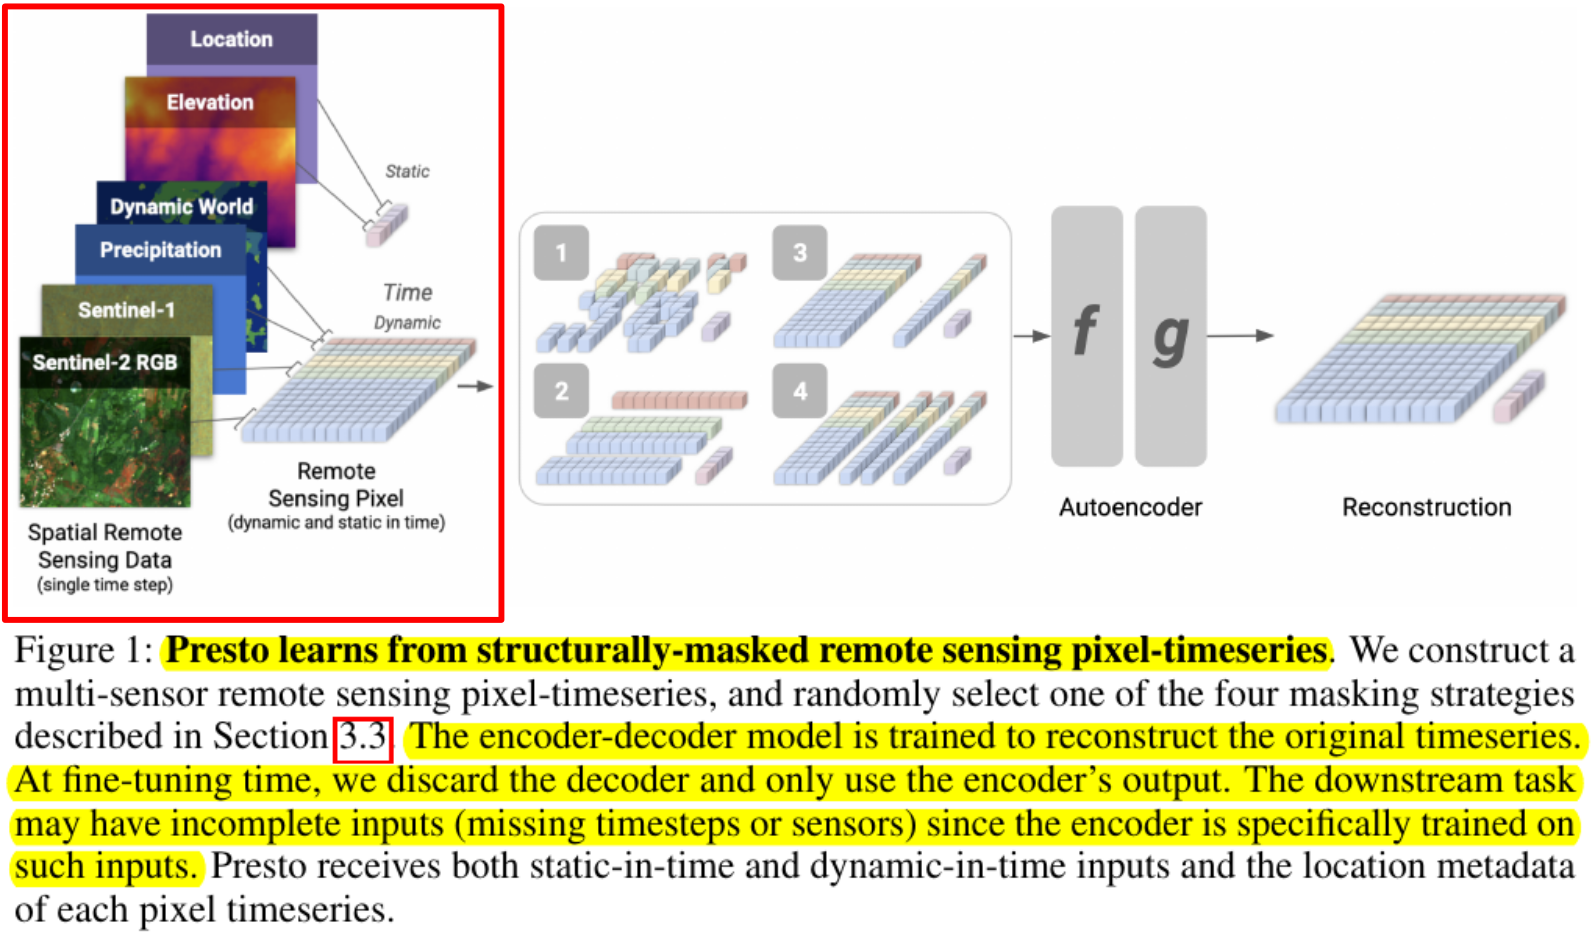 Location
Elevation
Dynamic World
Precipitation
Sentinel-1
Sentinel-2 RGB
Spatial Remote
Sensing Data
(single time step)
Static
Time
Dynamic
Remote
Sensing Pixel
(dynamic and static in time)
1
2
3
4
f
g
Autoencoder
Reconstruction
Figure 1: Presto learns from structurally-masked remote sensing pixel-timeseries. We construct a
multi-sensor remote sensing pixel-timeseries, and randomly select one of the four masking strategies
described in Section 3.3. The encoder-decoder model is trained to reconstruct the original timeseries.
At fine-tuning time, we discard the decoder and only use the encoder's output. The downstream task
may have incomplete inputs (missing timesteps or sensors) since the encoder is specifically trained on
such inputs. Presto receives both static-in-time and dynamic-in-time inputs and the location metadata
of each pixel timeseries.